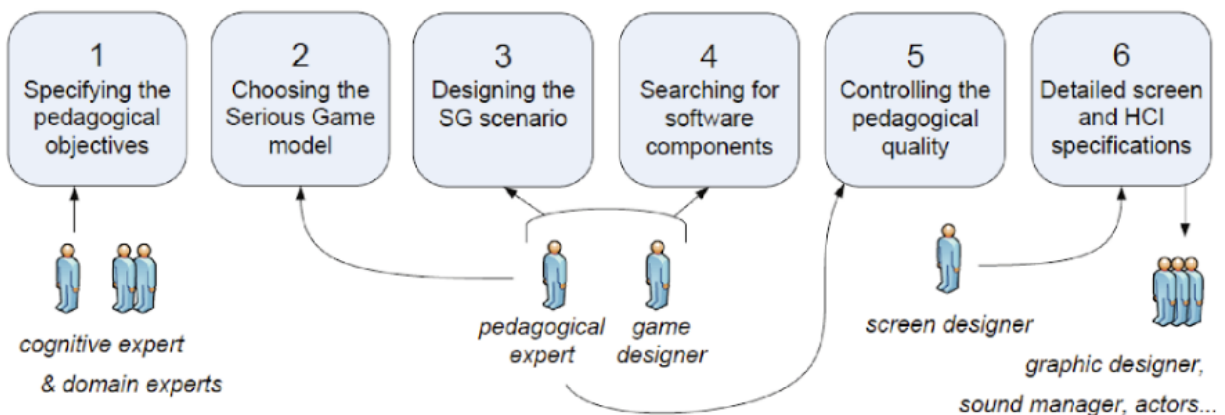 1
Specifying the
pedagogical
objectives
2
Choosing the
Serious Game
model
3
Designing the
SG scenario
4
Searching for
software
components
5
Controlling the
pedagogical
quality
6
Detailed screen
and HCI
specifications
cognitive expert
& domain experts
pedagogical
expert
game
designer
screen designer
graphic designer,
sound manager, actors...